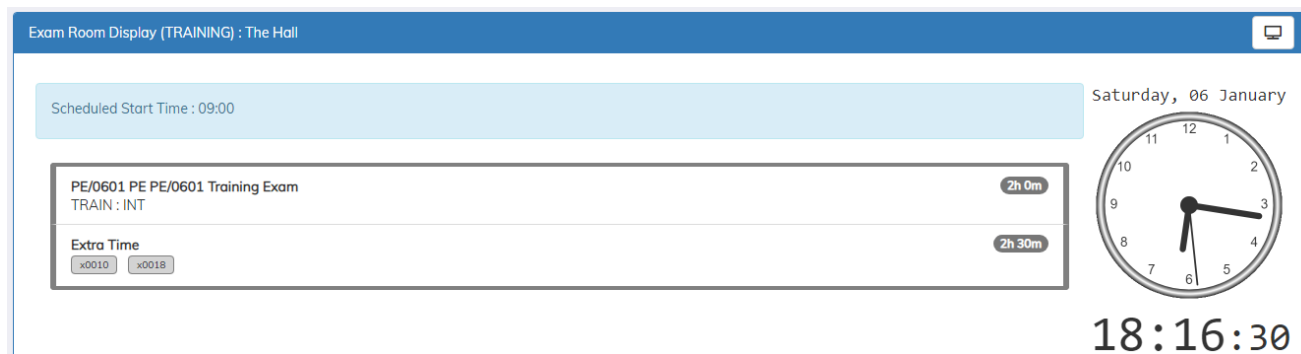 Exam Room Display (TRAINING) : The Hall
Scheduled Start Time : 09:00
PE/0601 PE PE/0601 Training Exam
2h 0m
TRAIN : INT
Extra Time
2h 30m
x0010 x0018
Saturday, 06 January
12
1
2
3
4
5
6
7
8
9
10
11
18:16:30